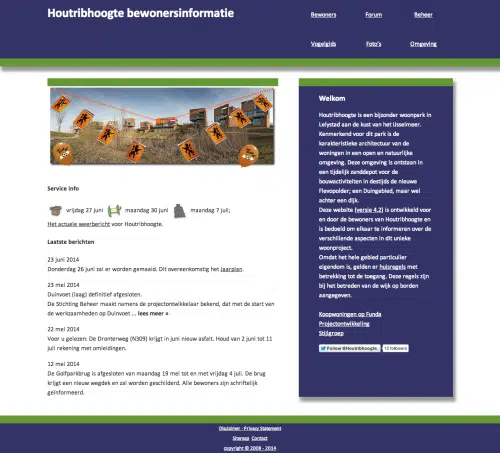 Houtribhoogte bewonersinformatie
Bewoners Forum Beheer
Vogelgids Foto's Omgeving
Service info
vrijdag 27 juni maandag 30 juni maandag 7 juli;
Het actuele weerbericht voor Houtribhoogte.
Laatste berichten
23 juni 2014
Donderdag 26 juni zal er worden gemaaid. Dit overeenkomstig het Jaarplan.
23 mei 2014
Duinvoet (laag) definitief afgesloten.
De Stichting Beheer maakt namens de projectontwikkelaar bekend, dat met de start van
de werkzaamheden op Duinvoet ... lees meer »
22 mei 2014
Voor u gelezen: De Dronterweg (N309) krijgt in juni nieuw asfalt. Houd van 2 juni tot 11
juli rekening met omleidingen.
12 mei 2014
De Golfparkbrug is afgesloten van maandag 19 mei tot en met vrijdag 4 juli. De brug
krijgt een nieuw wegdek en zal worden geschilderd. Alle bewoners zijn schriftelijk
geïnformeerd.
Welkom
Houtribhoogte is een bijzonder woonpark in
Lelystad aan de kust van het IJsselmeer.
Kenmerkend voor dit park is de
karakteristieke architectuur van de
woningen in een open en natuurlijke
omgeving. Deze omgeving is ontstaan in
een tijdelijk zanddepot voor de
bouwactiviteiten in destijds de nieuwe
Flevopolder; een Duingebied, maar wel
achter een dijk.
Deze website (versie 4.2) is ontwikkeld voor
en door de bewoners van Houtribhoogte en
is bedoeld om elkaar te informeren over de
verschillende aspecten in dit unieke
woonproject.
Omdat het hele gebied particulier
eigendom is, gelden er huisregels met
betrekking tot de toegang. Deze regels zijn
bij het betreden van de wijk op borden
aangegeven.
Koopwoningen op Funda
Projectontwikkeling
Stijlgroep
Follow @Houtribhoogte_ 12 followers
Disclaimer - Privacy Statement
Sitemap Contact
copyright © 2008 - 2014